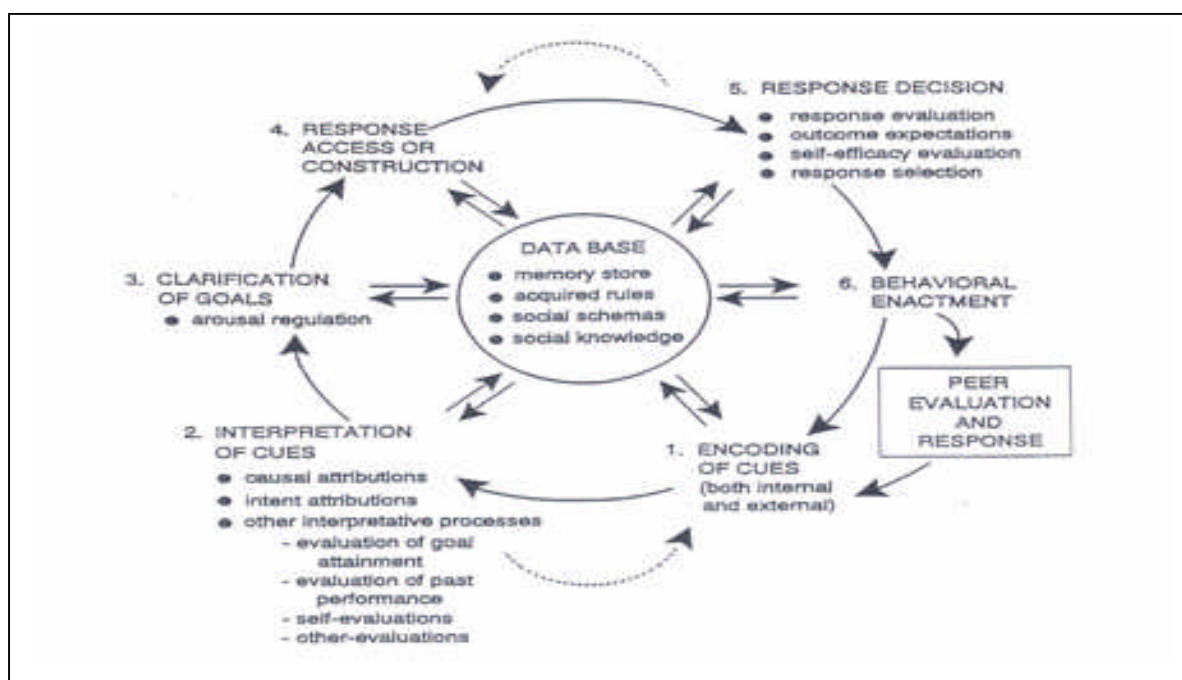 5. RESPONSE DECISION
● response evaluation
● outcome expectations
● self-efficacy evaluation
● response selection
4. RESPONSE
ACCESS OR
CONSTRUCTION
DATA BASE
● memory store
● acquired rules
● social schemas
● social knowledge
3. CLARIFICATION
OF GOALS
● arousal regulation
6. BEHAVIORAL
ENACTMENT
PEER
EVALUATION
AND
RESPONSE
2. INTERPRETATION
OF CUES
● causal attributions
● intent attributions
● other interpretative processes
- evaluation of goal
attainment
- evaluation of past
performance
- self-evaluations
- other-evaluations
1. ENCODING
OF CUES
(both internal
and external)